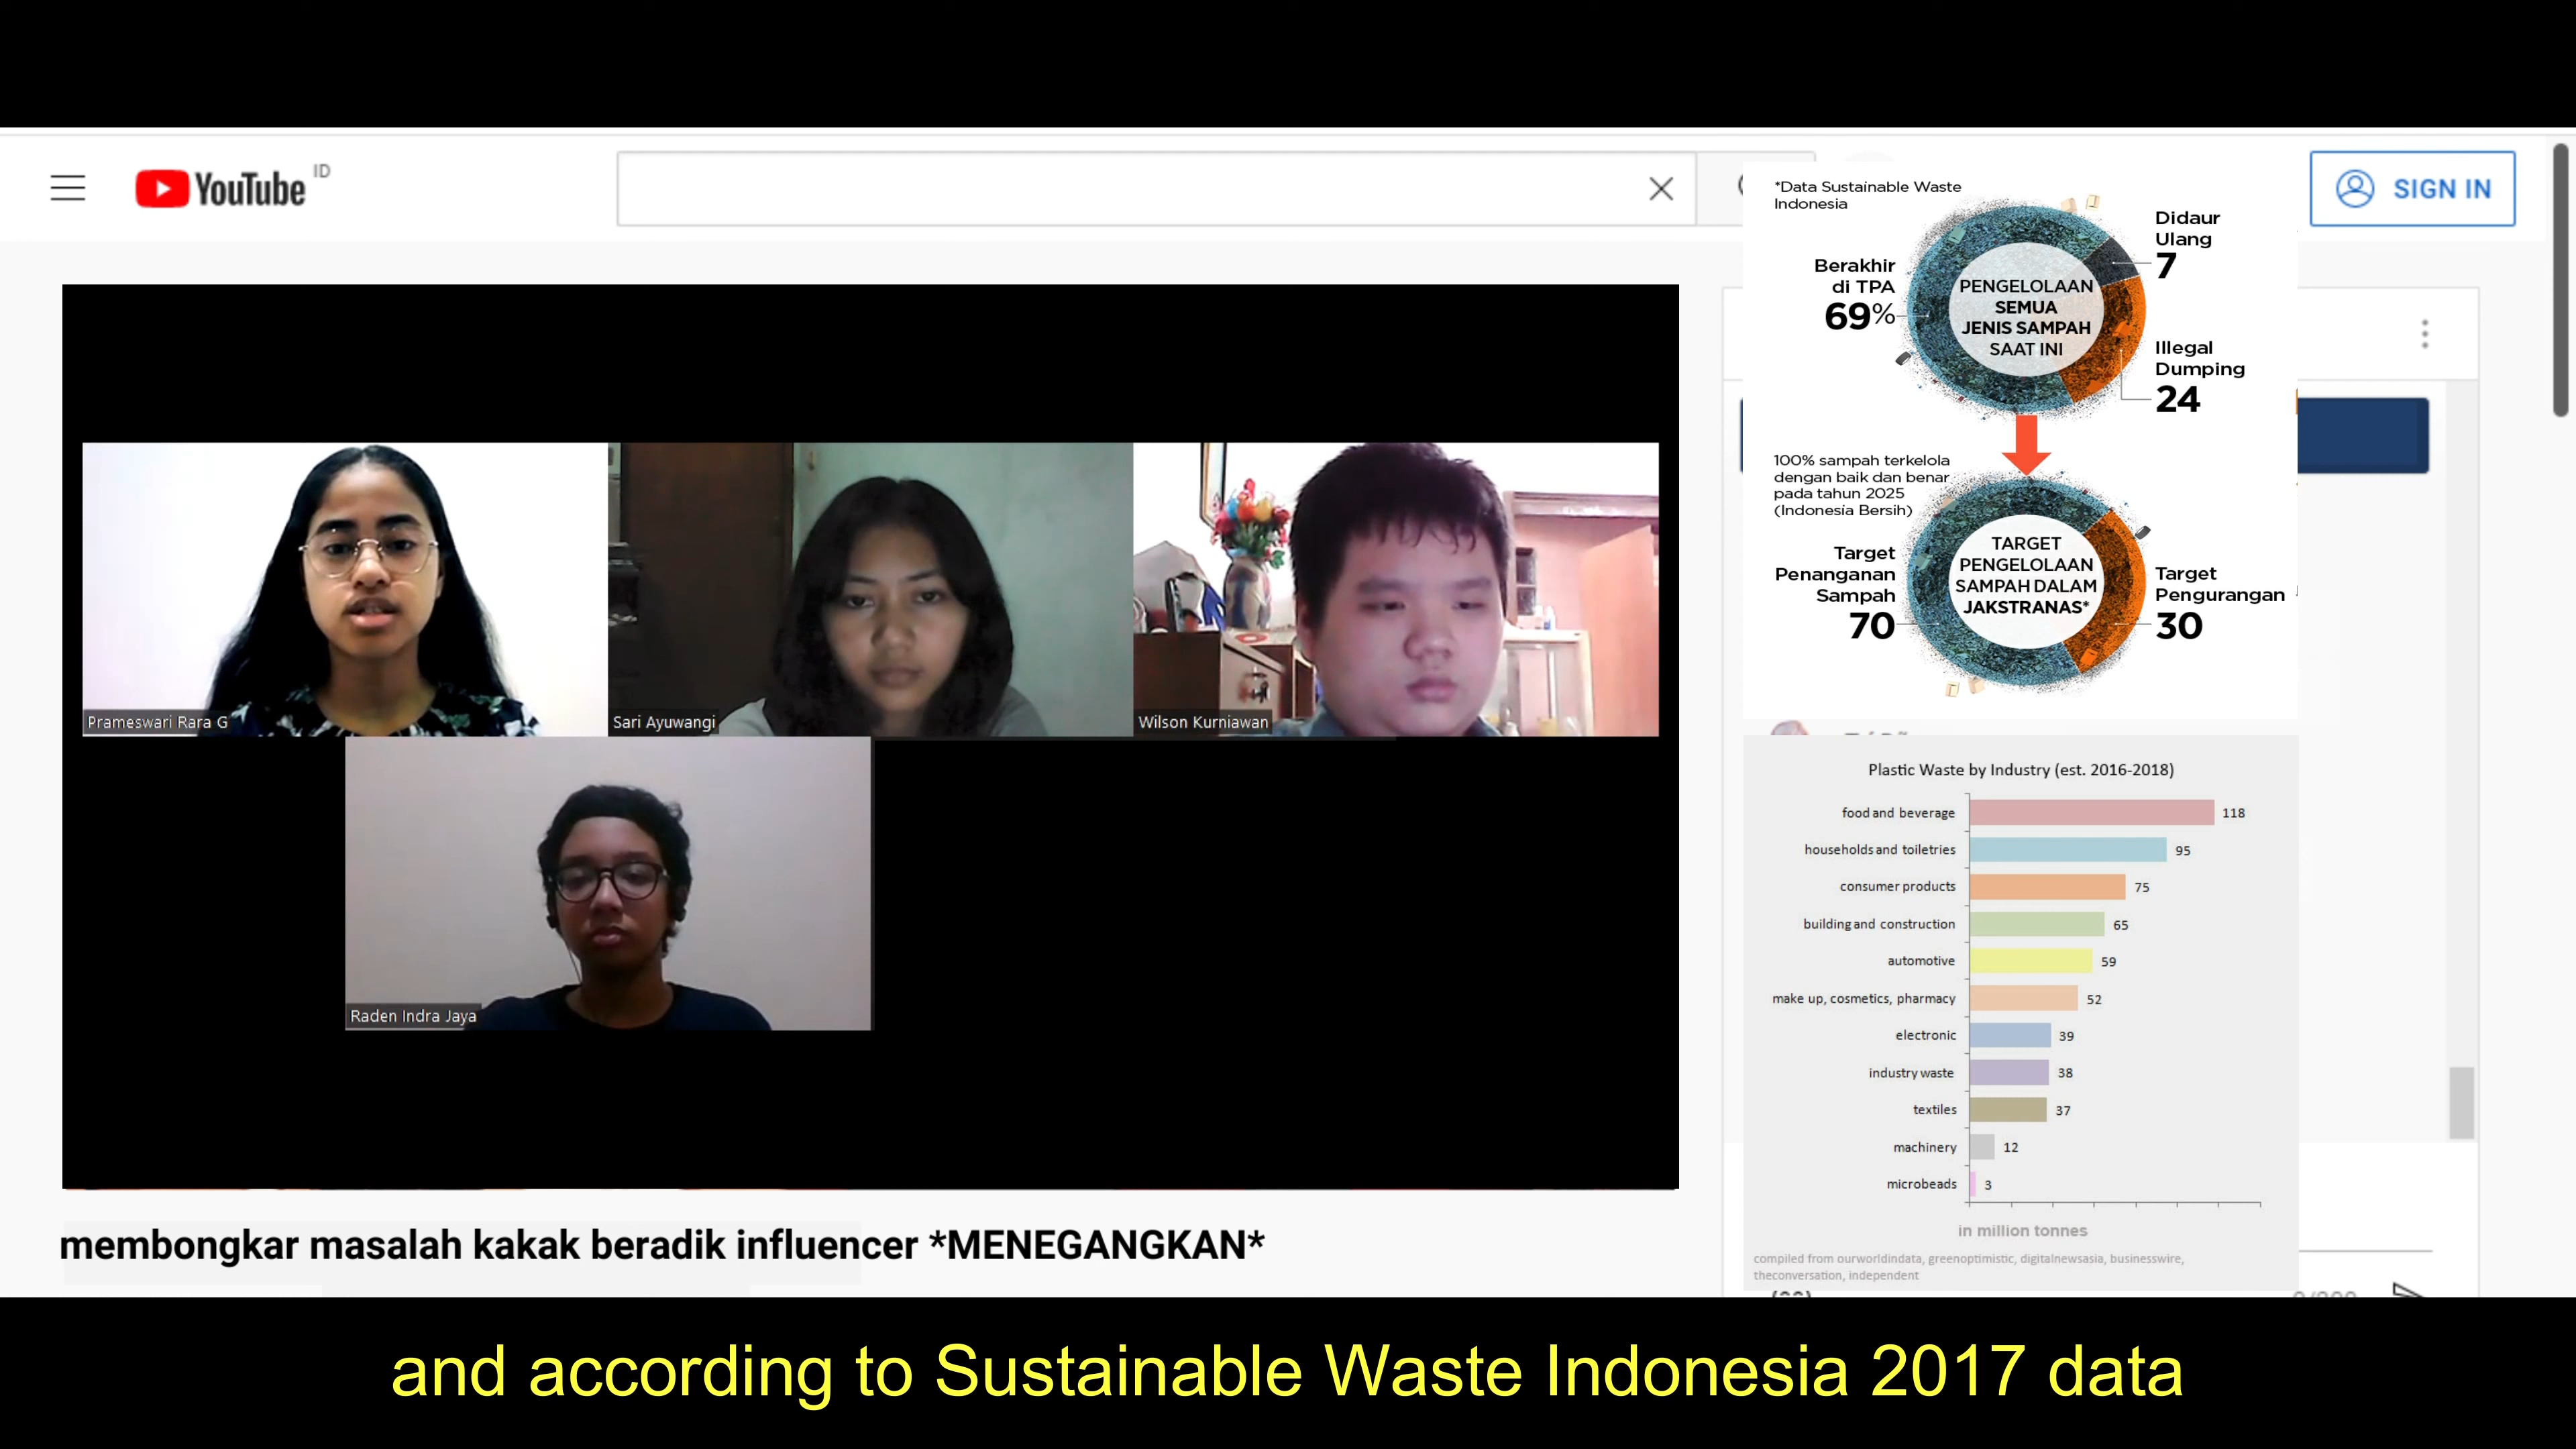 YouTube ID
SIGN IN
*Data Sustainable Waste
Indonesia
Berakhir
di TPA
69%
PENGELOLAAN
SEMUA
JENIS SAMPAH
SAAT INI
Didaur
Ulang
7
Illegal
Dumping
24
100% sampah terkelola
dengan baik dan benar
pada tahun 2025
(Indonesia Bersih)
Target
Penanganan
Sampah
70
TARGET
PENGELOLAAN
SAMPAH DALAM
JAKSTRANAS*
Target
Pengurangan
30
Prameswari Rara G
Sari Ayuwangi
Wilson Kurniawan
Raden Indra Jaya
Plastic Waste by Industry (est. 2016-2018)
food and beverage 118
households and toiletries 95
consumer products 75
building and construction 65
automotive 59
make up, cosmetics, pharmacy 52
electronic 39
industry waste 38
textiles 37
machinery 12
microbeads 3
in million tonnes
compiled from ourworldindata, greenoptimistic, digitalnewsasia, businesswire,
theconversation, independent
membongkar masalah kakak beradik influencer *MENEGANGKAN*
and according to Sustainable Waste Indonesia 2017 data